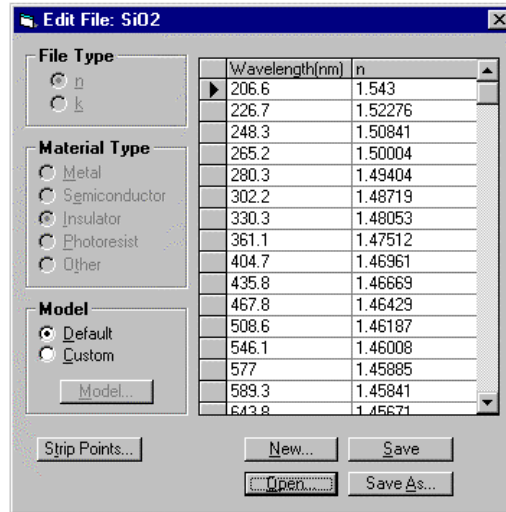 Edit File: SiO2
File Type
n
k
Material Type
Metal
Semiconductor
Insulator
Photoresist
Other
Model
Default
Custom
Model...
Strip Points...
Wavelength(nm) n
206.6 1.543
226.7 1.52276
248.3 1.50841
265.2 1.50004
280.3 1.49404
302.2 1.48719
330.3 1.48053
361.1 1.47512
404.7 1.46961
435.8 1.46669
467.8 1.46429
508.6 1.46187
546.1 1.46008
577 1.45885
589.3 1.45841
643.8 1.45671
New... Save
Open... Save As...